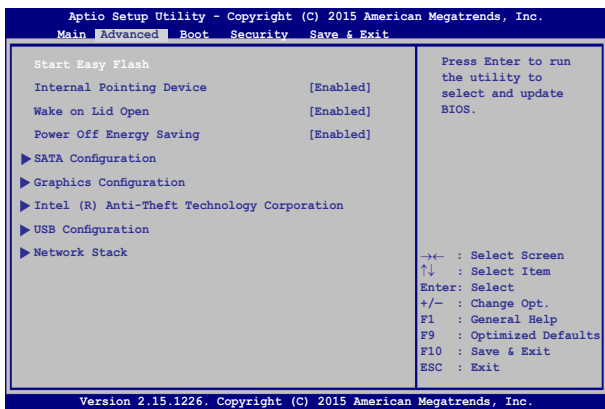 Aptio Setup Utility - Copyright (C) 2015 American Megatrends, Inc.
Main Advanced Boot Security Save & Exit
Start Easy Flash
Internal Pointing Device [Enabled]
Wake on Lid Open [Enabled]
Power Off Energy Saving [Enabled]
SATA Configuration
Graphics Configuration
Intel (R) Anti-Theft Technology Corporation
USB Configuration
Network Stack
Press Enter to run
the utility to
select and update
BIOS.
→← : Select Screen
↑↓ : Select Item
Enter: Select
+/— : Change Opt.
F1 : General Help
F9 : Optimized Defaults
F10 : Save & Exit
ESC : Exit
Version 2.15.1226. Copyright (C) 2015 American Megatrends, Inc.